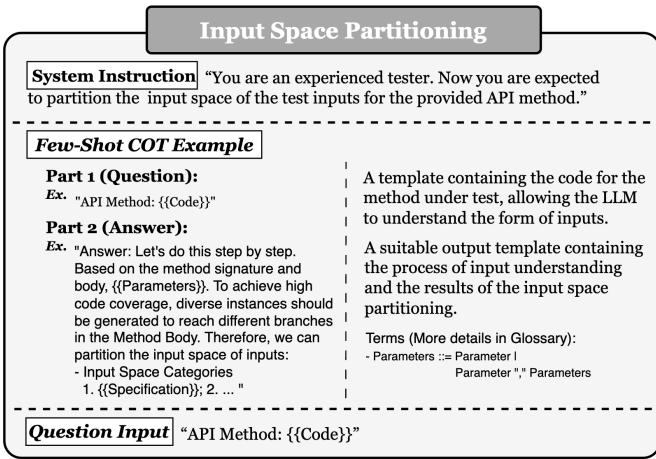 Input Space Partitioning
System Instruction “You are an experienced tester. Now you are expected
to partition the input space of the test inputs for the provided API method.”
Few-Shot COT Example
Part 1 (Question):
Ex. "API Method: {{Code}}"
Part 2 (Answer):
Ex. "Answer: Let's do this step by step.
Based on the method signature and
body, {{Parameters}}. To achieve high
code coverage, diverse instances should
be generated to reach different branches
in the Method Body. Therefore, we can
partition the input space of inputs:
- Input Space Categories
1. {{Specification}}; 2. ... "
A template containing the code for the
method under test, allowing the LLM
to understand the form of inputs.
A suitable output template containing
the process of input understanding
and the results of the input space
partitioning.
Terms (More details in Glossary):
- Parameters ::= Parameter |
Parameter "," Parameters
Question Input “API Method: {{Code}}”